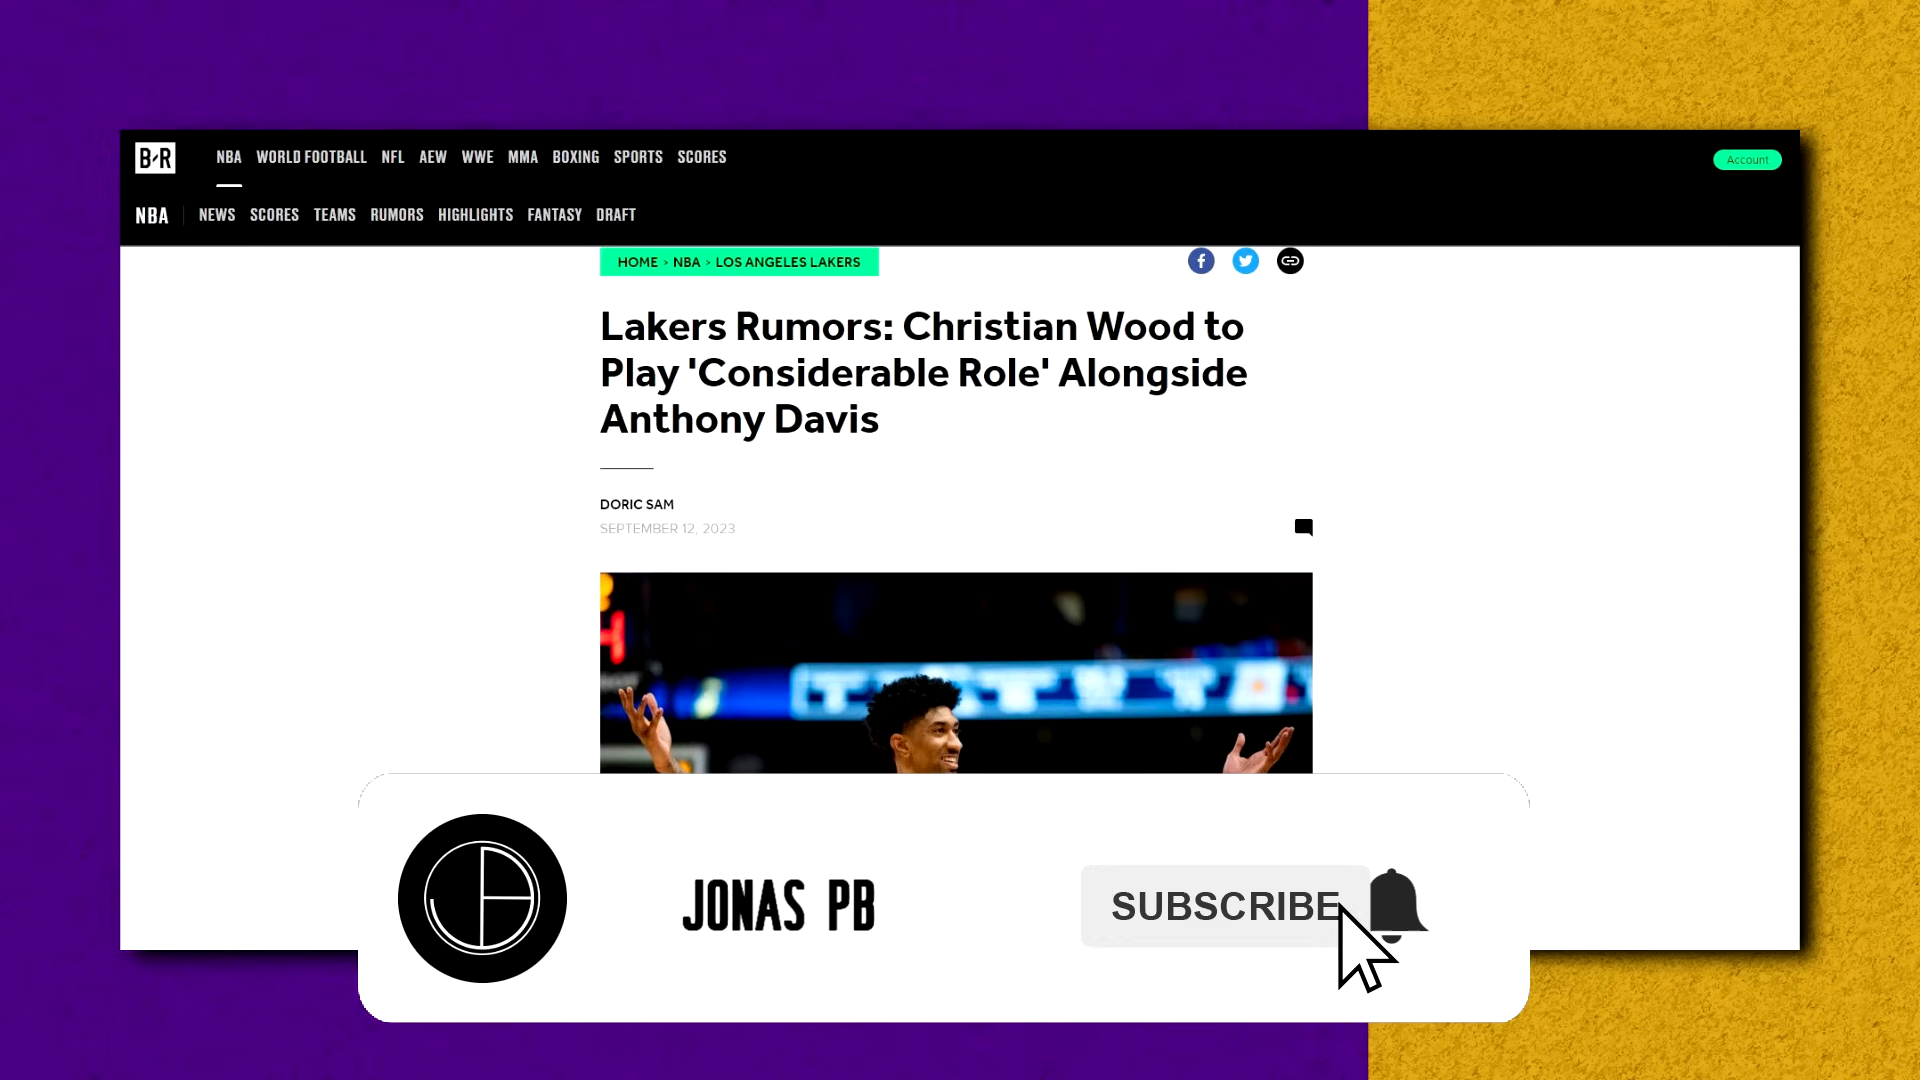 B/R NBA WORLD FOOTBALL NFL AEW WWE MMA BOXING SPORTS SCORES Account
NBA NEWS SCORES TEAMS RUMORS HIGHLIGHTS FANTASY DRAFT
HOME > NBA > LOS ANGELES LAKERS
Lakers Rumors: Christian Wood to
Play 'Considerable Role' Alongside
Anthony Davis
DORIC SAM
SEPTEMBER 12, 2023
JONAS PB
SUBSCRIBE